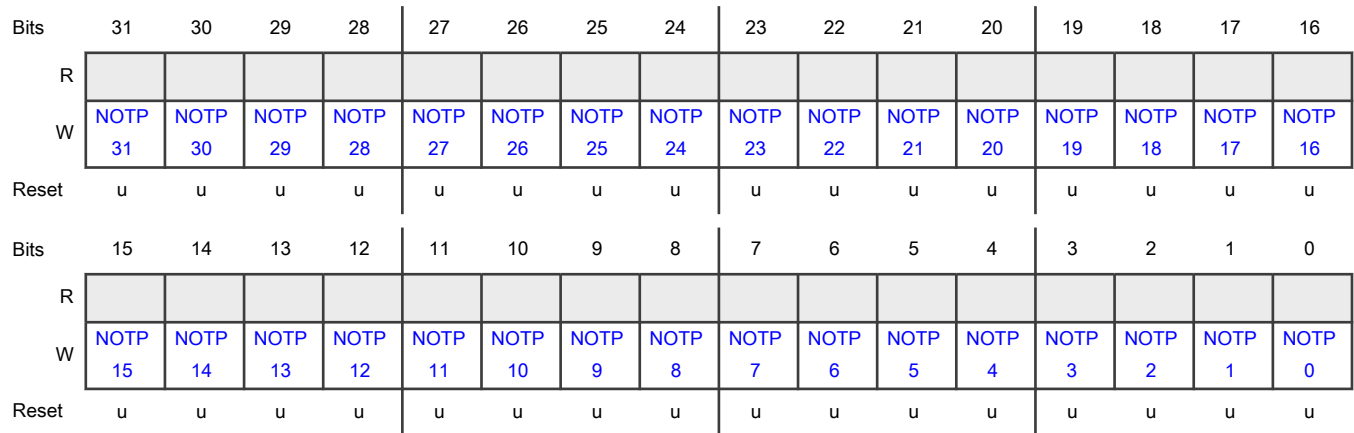 Bits 31 30 29 28 27 26 25 24 23 22 21 20 19 18 17 16
R
W NOTP NOTP NOTP NOTP NOTP NOTP NOTP NOTP NOTP NOTP NOTP NOTP NOTP NOTP NOTP NOTP
31 30 29 28 27 26 25 24 23 22 21 20 19 18 17 16
Reset u u u u u u u u u u u u u u u u
Bits 15 14 13 12 11 10 9 8 7 6 5 4 3 2 1 0
R
W NOTP NOTP NOTP NOTP NOTP NOTP NOTP NOTP NOTP NOTP NOTP NOTP NOTP NOTP NOTP NOTP
15 14 13 12 11 10 9 8 7 6 5 4 3 2 1 0
Reset u u u u u u u u u u u u u u u u